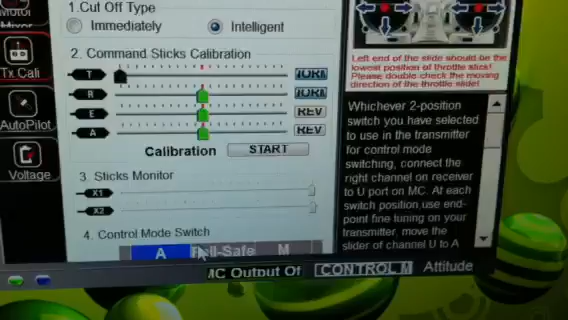 Motor
Mixer
Tx Cali
AutoPilot
Voltage
1.Cut Off Type
Immediately
Intelligent
2. Command Sticks Calibration
T
R
E
REV
A
REV
Calibration
START
3. Sticks Monitor
X1
X2
4. Control Mode Switch
A
Fail-Safe
M
MC Output Of
CONTROL M
Attitude
Left end of the slide should be the
lowest position of throttle stick!
Please double check the moving
direction of the throttle slide!
Whichever 2-position
switch you have selected
to use in the transmitter
for control mode
switching, connect the
right channel on receiver
to U port on MC. At each
switch position use end-
point fine tuning on your
transmitter, move the
slider of channel U to A